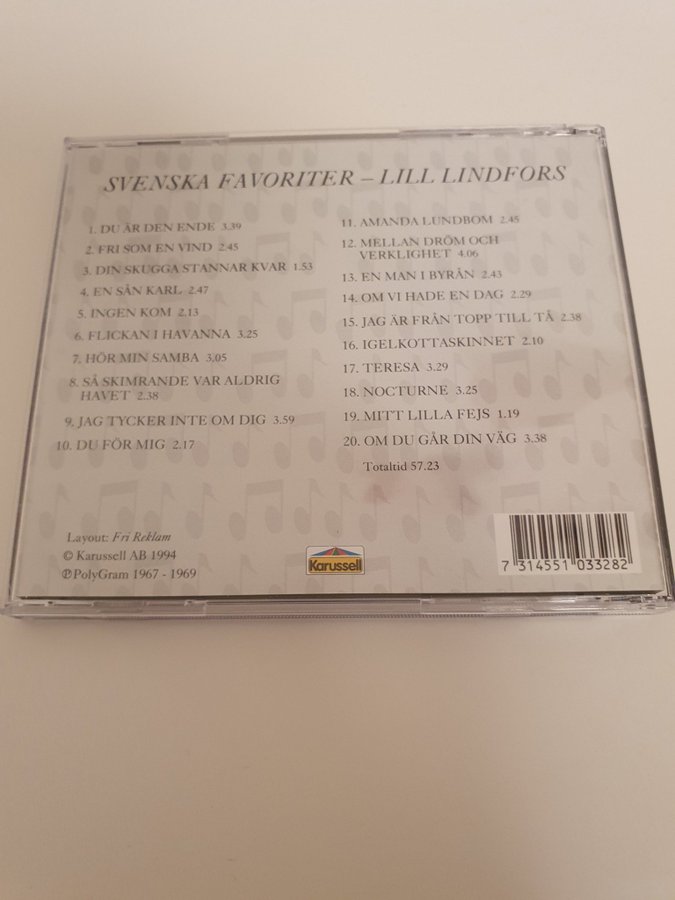 SVENSKA FAVORITER – LILL LINDFORS
1. DU ÄR DEN ENDE 3.39
2. FRI SOM EN VIND 2.45
3. DIN SKUGGA STANNAR KVAR 1.53
4. EN SÅN KARL 2.47
5. INGEN KOM 2.13
6. FLICKAN I HAVANNA 3.25
7. HÖR MIN SAMBA 3.05
8. SÅ SKIMRANDE VAR ALDRIG
HAVET 2.38
9. JAG TYCKER INTE OM DIG 3.59
10. DU FÖR MIG 2.17
11. AMANDA LUNDBOM 2.45
12. MELLAN DRÖM OCH
VERKLIGHET 4.06
13. EN MAN I BYRÅN 2.43
14. OM VI HADE EN DAG 2.29
15. JAG ÄR FRÅN TOPP TILL TÅ 2.38
16. IGELKOTTASKINNET 2.10
17. TERESA 3.29
18. NOCTURNE 3.25
19. MITT LILLA FEJS 1.19
20. OM DU GÅR DIN VÄG 3.38
Totaltid 57.23
Layout: Fri Reklam
© Karussell AB 1994
℗ PolyGram 1967 - 1969
Karussell
7 314551 033282